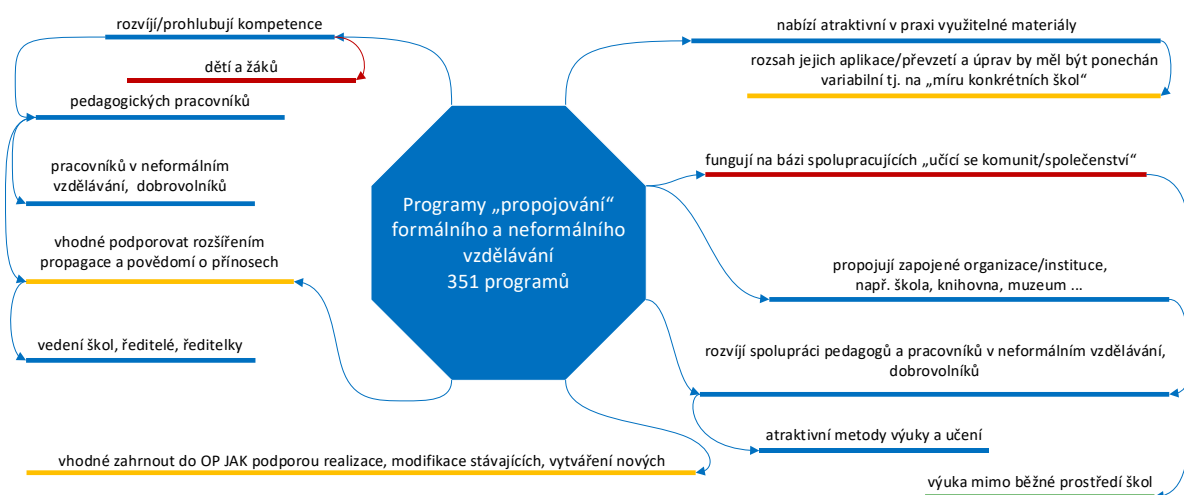 rozvíjí/prohlubují kompetence
dětí a žáků
pedagogických pracovníků
pracovníků v neformálním
vzdělávání, dobrovolníků
vhodné podporovat rozšířením
propagace a povědomí o přínosech
vedení škol, ředitelé, ředitelky
Programy „propojování“
formálního a neformálního
vzdělávání
351 programů
nabízí atraktivní v praxi využitelné materiály
rozsah jejich aplikace/převzetí a úprav by měl být ponechán
variabilní tj. na „míru konkrétních škol“
fungují na bázi spolupracujících „učící se komunit/společenství“
propojují zapojené organizace/instituce,
např. škola, knihovna, muzeum ...
rozvíjí spolupráci pedagogů a pracovníků v neformálním vzdělávání,
dobrovolníků
atraktivní metody výuky a učení
vhodné zahrnout do OP JAK podporou realizace, modifikace stávajících, vytváření nových
výuka mimo běžné prostředí škol